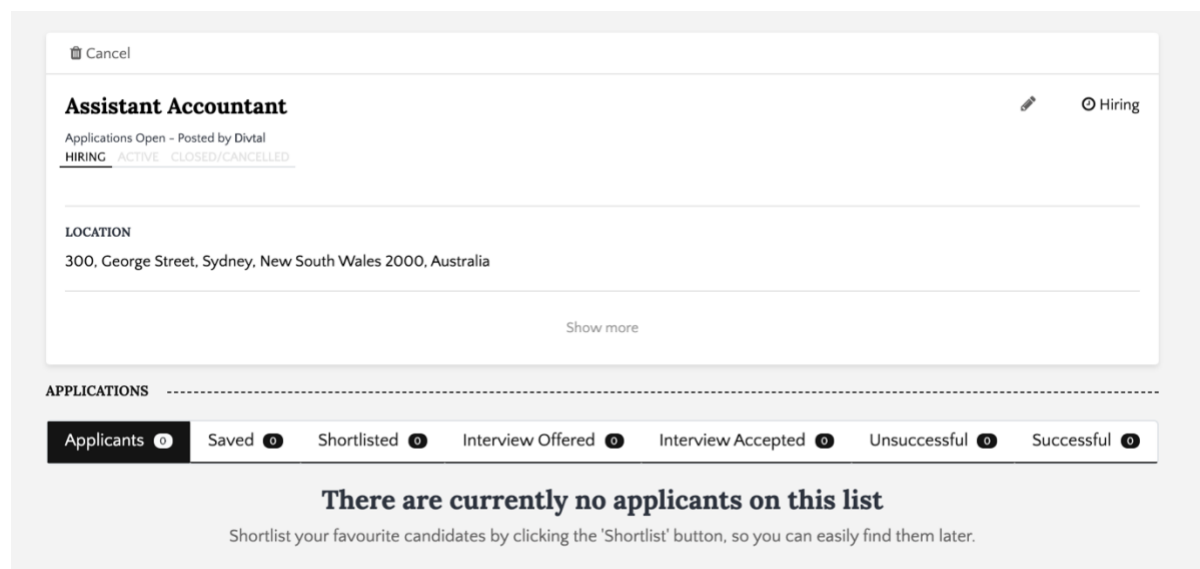 Cancel
Assistant Accountant
Hiring
Applications Open - Posted by Divtal
HIRING ACTIVE CLOSED/CANCELLED
LOCATION
300, George Street, Sydney, New South Wales 2000, Australia
Show more
APPLICATIONS
Applicants 0 Saved 0 Shortlisted 0 Interview Offered 0 Interview Accepted 0 Unsuccessful 0 Successful 0
There are currently no applicants on this list
Shortlist your favourite candidates by clicking the 'Shortlist' button, so you can easily find them later.